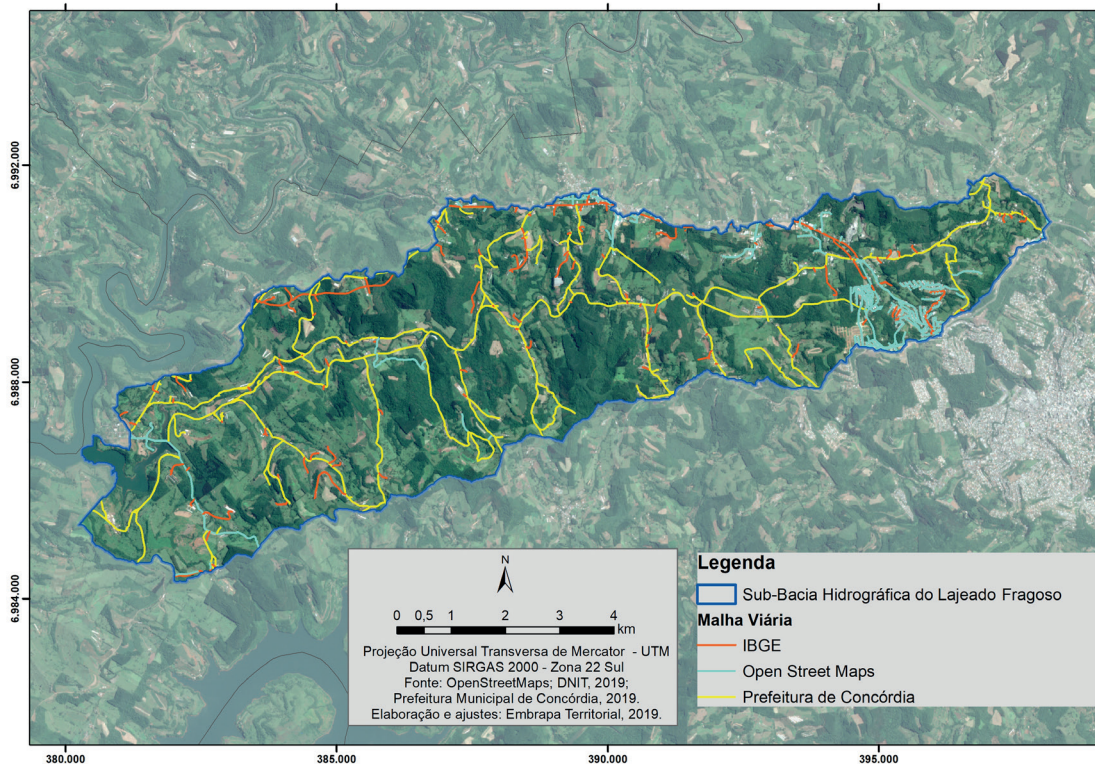 6.992.000
6.988.000
6.984.000
N
0 0,5 1 2 3 4
km
Projeção Universal Transversa de Mercator - UTM
Datum SIRGAS 2000 - Zona 22 Sul
Fonte: OpenStreetMaps; DNIT, 2019;
Prefeitura Municipal de Concórdia, 2019.
Elaboração e ajustes: Embrapa Territorial, 2019.
Legenda
Sub-Bacia Hidrográfica do Lajeado Fragoso
Malha Viária
IBGE
Open Street Maps
Prefeitura de Concórdia
380.000 385.000 390.000 395.000